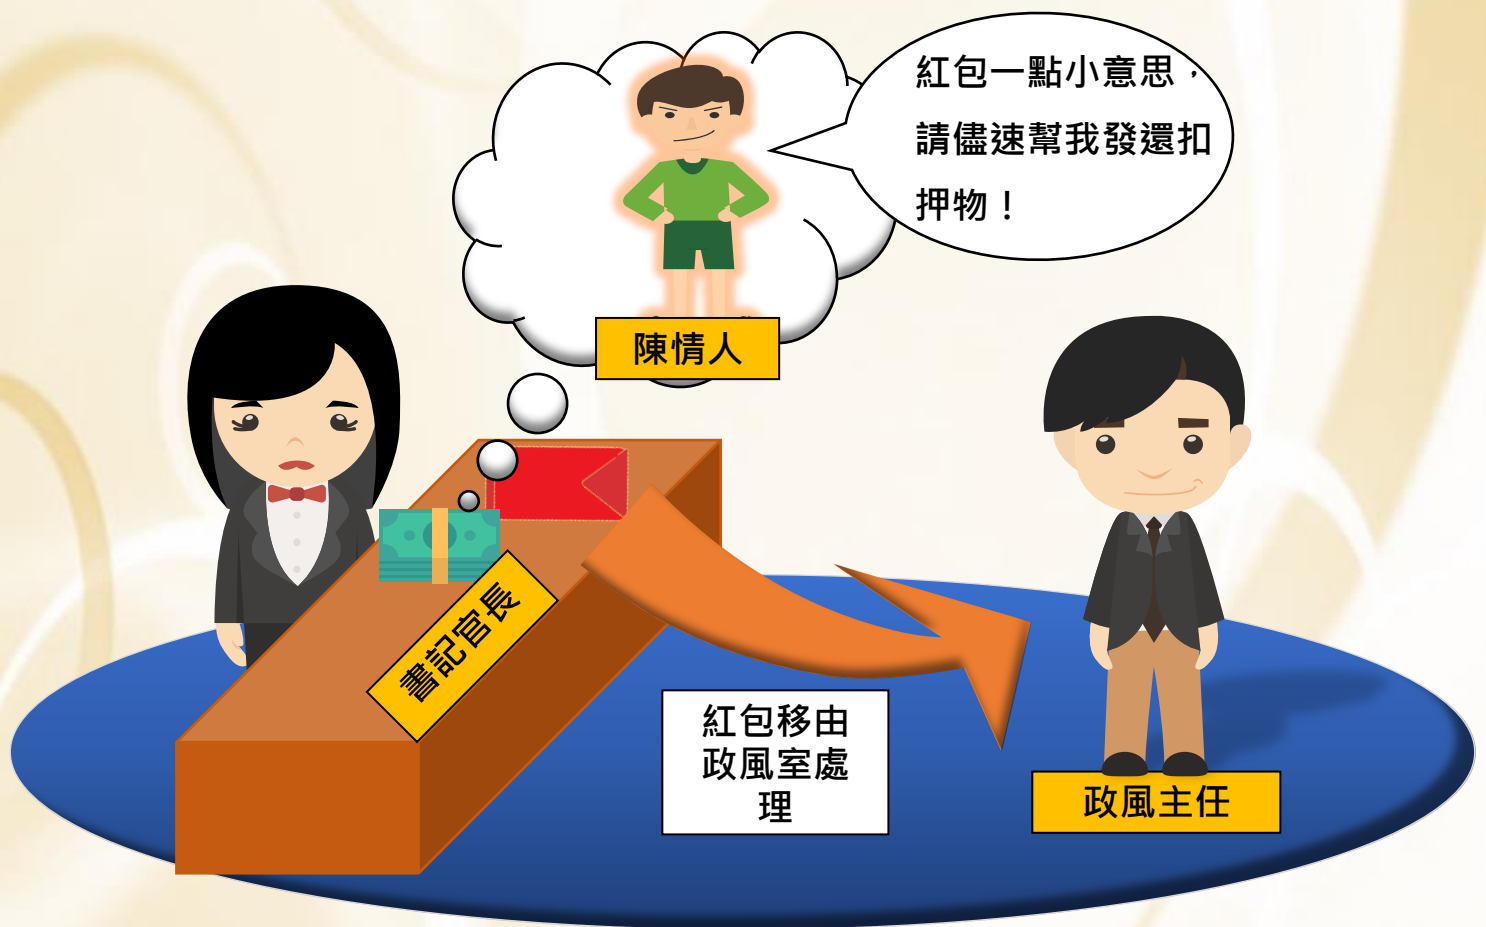 紅包一點小意思，
請儘速幫我發還扣
押物！
陳情人
書記官長
紅包移由
政風室處
理
政風主任